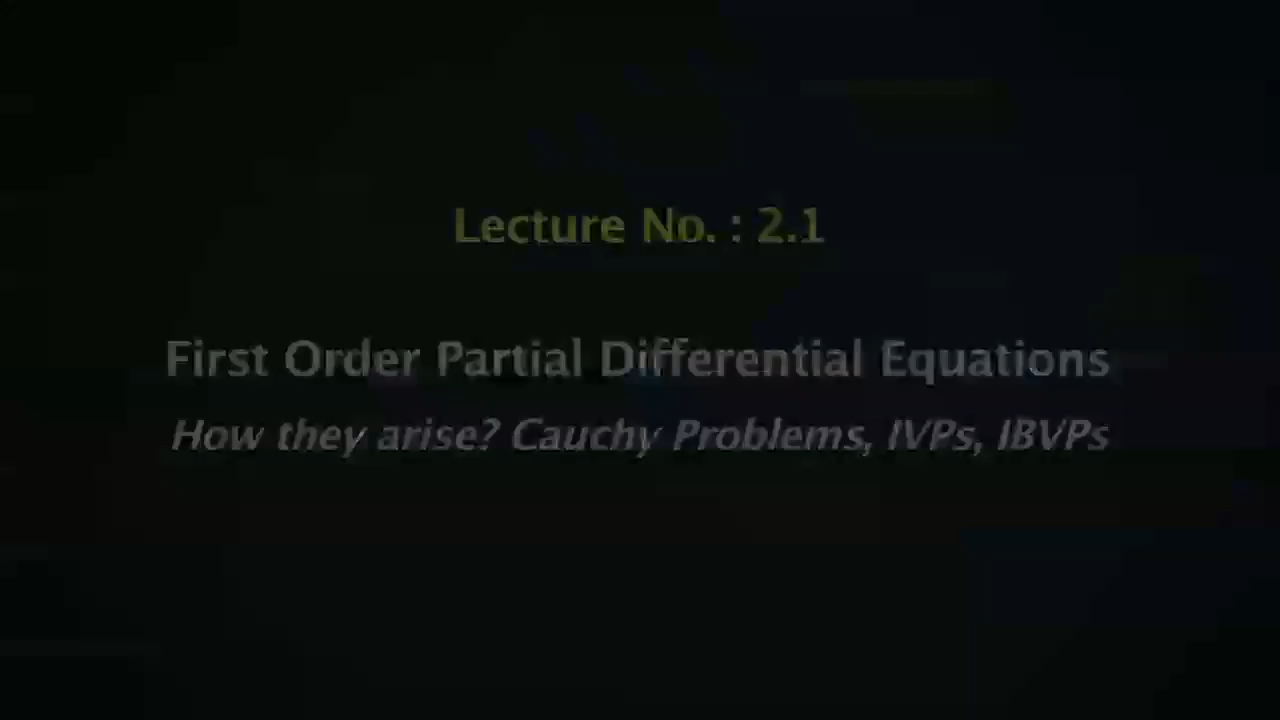 Lecture No. : 2.1
First Order Partial Differential Equations
How they arise? Cauchy Problems, IVPs, IBVPs